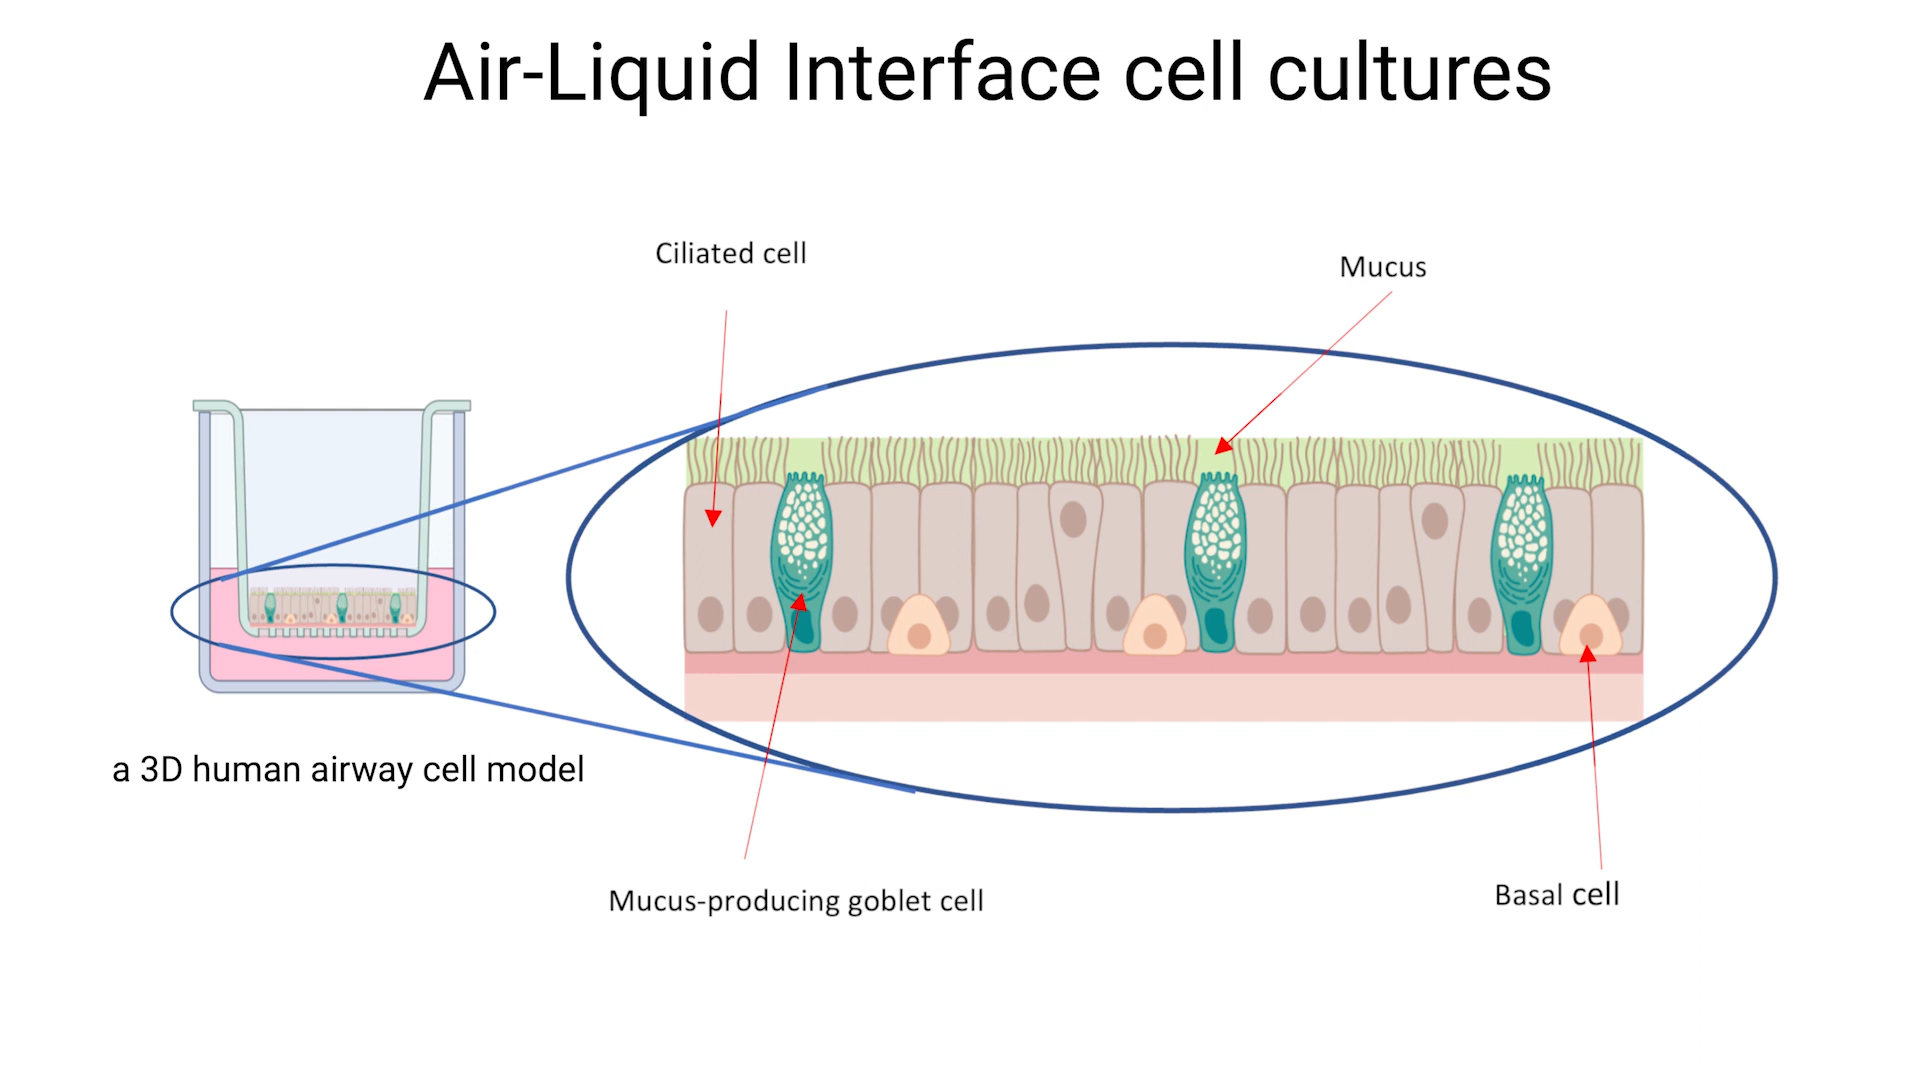 Air-Liquid Interface cell cultures
Ciliated cell
Mucus
a 3D human airway cell model
Mucus-producing goblet cell
Basal cell